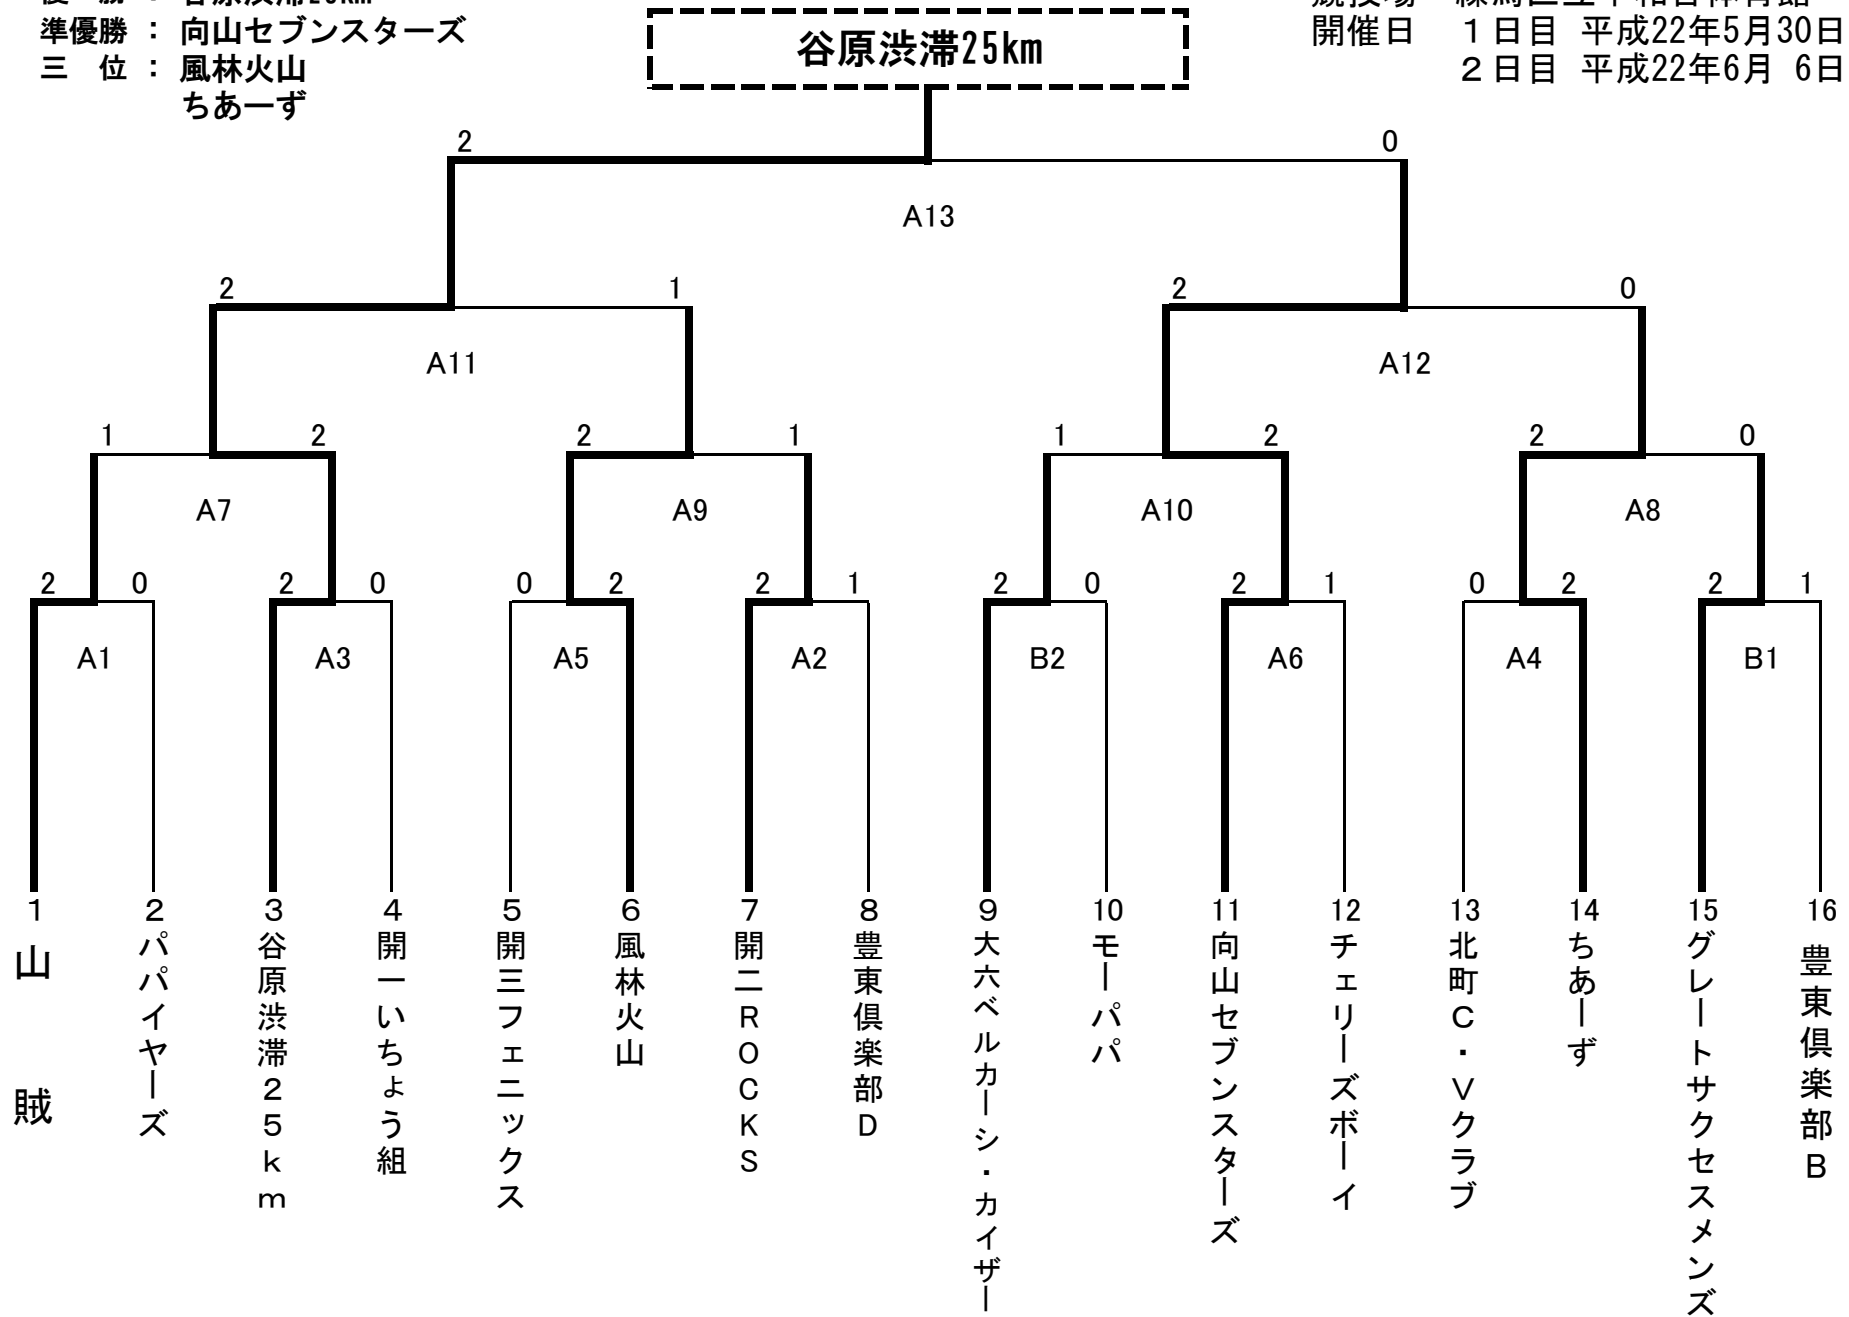 優　勝 ： 谷原渋滞25km
準優勝 ： 向山セブンスターズ
三　位 ： 風林火山
ちあーず
谷原渋滞25km
開催日　１日目 平成22年5月30日
２日目 平成22年6月 6日
2 0
A13
2 1 2 0
A11 A12
1 2 2 1 1 2 2 0
A7 A9 A10 A8
2 0 2 0 0 2 2 1 2 0 2 1 0 2 2 1
A1 A3 A5 A2 B2 A6 A4 B1
1 2 3 4 5 6 7 8 9 10 11 12 13 14 15 16
山賊
パパイヤーズ
谷原渋滞２５ｋｍ
開一いちょう組
開三フェニックス
風林火山
開二ＲＯＣＫＳ
豊東倶楽部Ｄ
大六ベルカーシ・カイザー
モーパパ
向山セブンスターズ
チェリーズボーイ
北町Ｃ・Ｖクラブ
ちあーず
グレートサクセスメンズ
豊東倶楽部Ｂ